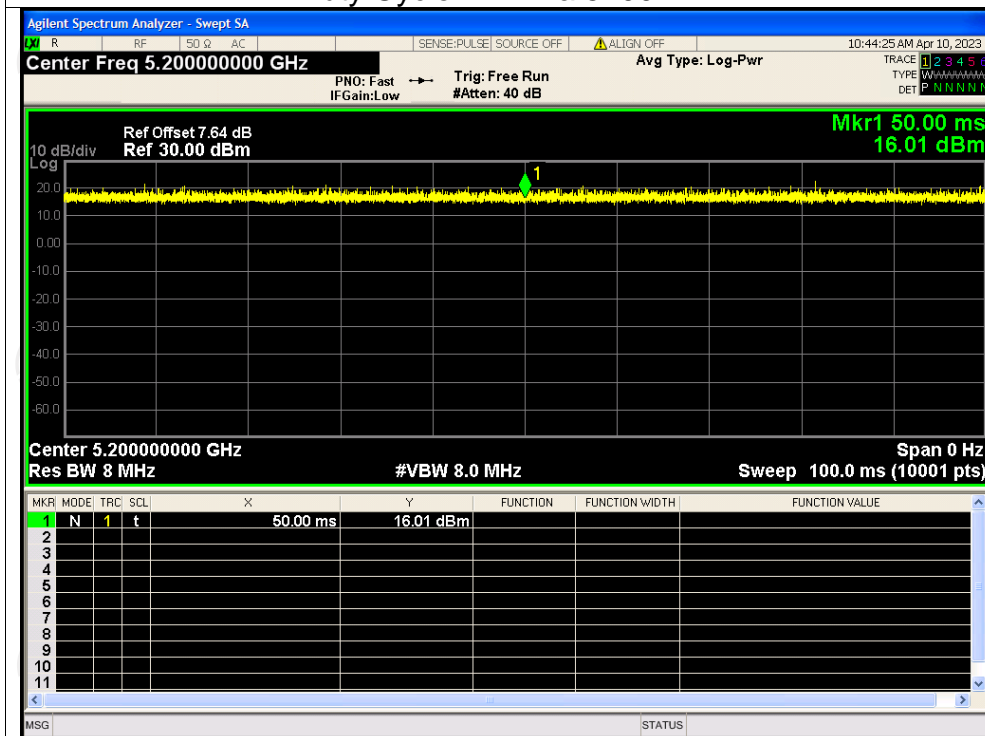 Agilent Spectrum Analyzer - Swept SA
LXI R RF 50 Ω AC SENSE:PULSE SOURCE OFF ALIGN OFF 10:44:25 AM Apr 10, 2023
Center Freq 5.200000000 GHz Avg Type: Log-Pwr TRACE 1 2 3 4 5 6
PNO: Fast Trig: Free Run TYPE
IFGain:Low #Atten: 40 dB DET P N N N N N
Mkr1 50.00 ms
Ref Offset 7.64 dB
10 dB/div Ref 30.00 dBm 16.01 dBm
Log
1
20.0
10.0
0.00
-10.0
-20.0
-30.0
-40.0
-50.0
-60.0
Center 5.200000000 GHz Span 0 Hz
Res BW 8 MHz #VBW 8.0 MHz Sweep 100.0 ms (10001 pts)
MKR MODE TRC SCL X Y FUNCTION FUNCTION WIDTH FUNCTION VALUE
1 N 1 t 50.00 ms 16.01 dBm
2
3
4
5
6
7
8
9
10
11
MSG STATUS